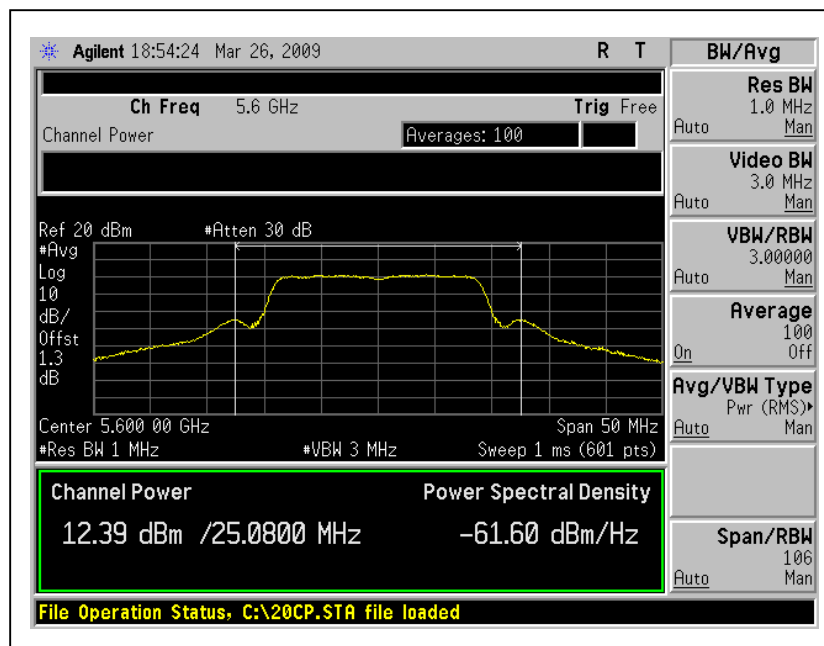 Agilent 18:54:24 Mar 26, 2009 R T
Ch Freq 5.6 GHz Trig Free
Channel Power Averages: 100
Ref 20 dBm #Atten 30 dB
#Avg
Log
10
dB/
Offst
1.3
dB
Center 5.600 00 GHz Span 50 MHz
#Res BW 1 MHz #VBW 3 MHz Sweep 1 ms (601 pts)
Channel Power Power Spectral Density
12.39 dBm /25.0800 MHz -61.60 dBm/Hz
File Operation Status, C:\20CP.STA file loaded
BW/Avg
Res BW
1.0 MHz
Auto Man
Video BW
3.0 MHz
Auto Man
VBW/RBW
3.00000
Auto Man
Average
100
On Off
Avg/VBW Type
Pwr (RMS)▸
Auto Man
Span/RBW
106
Auto Man